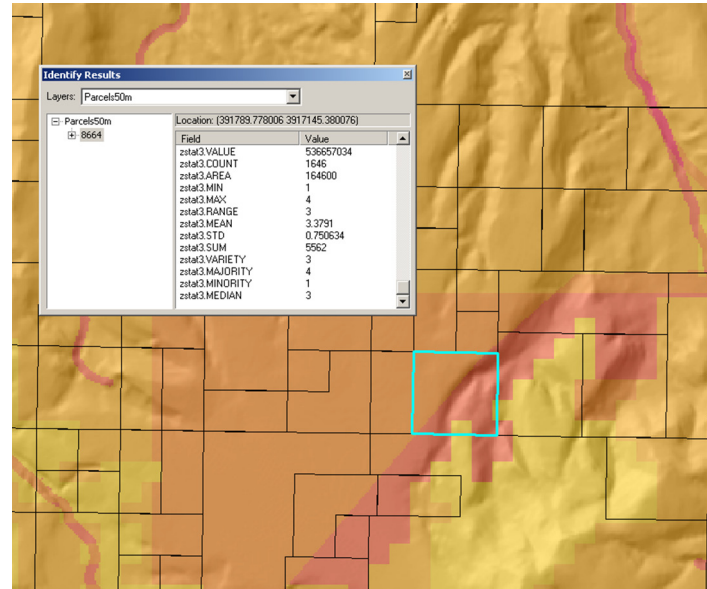 Identify Results
Layers: Parcels50m
Parcels50m
8664
Location: (391789.778006 3917145.380076)
Field Value
zstat3.VALUE 536657034
zstat3.COUNT 1646
zstat3.AREA 164600
zstat3.MIN 1
zstat3.MAX 4
zstat3.RANGE 3
zstat3.MEAN 3.3791
zstat3.STD 0.750634
zstat3.SUM 5562
zstat3.VARIETY 3
zstat3.MAJORITY 4
zstat3.MINORITY 1
zstat3.MEDIAN 3